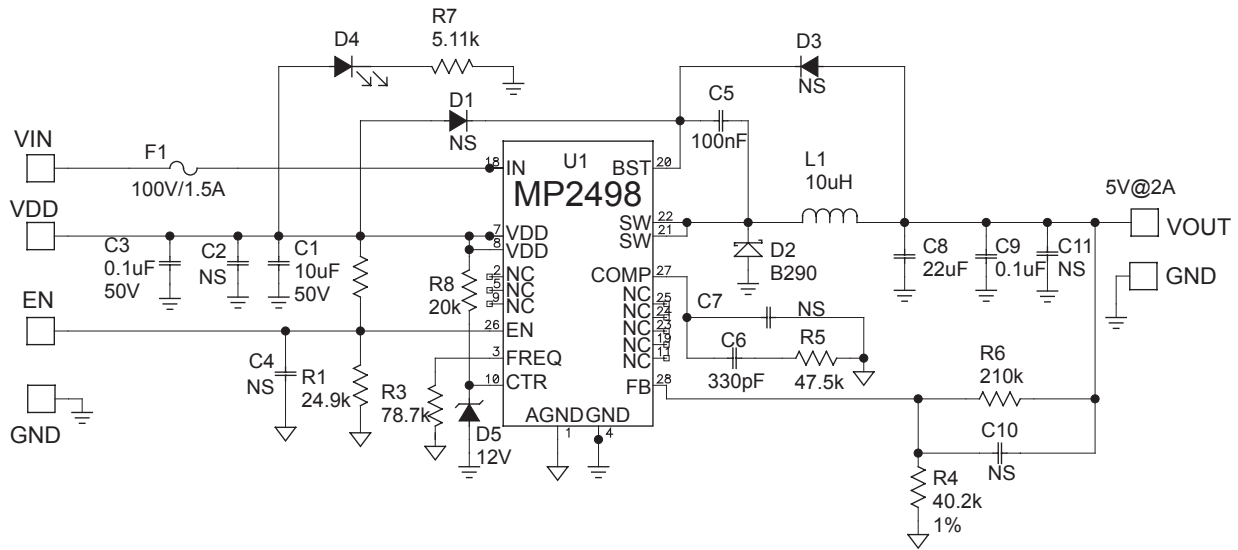 R7
5.11k
D4
D3
NS
D1
NS
C5
100nF
VIN
F1
100V/1.5A
18
IN
U1
BST
20
MP2498
L1
10uH
5V@2A
VDD
7
VDD
8
VDD
SW
22
SW
21
VOUT
C3
0.1uF
50V
C2
NS
C1
10uF
50V
D2
B290
C8
22uF
C9
0.1uF
C11
NS
GND
R8
20k
2
NC
5
NC
9
NC
COMP
27
NC
25
NC
24
NC
23
NC
19
NC
11
C7
NS
EN
26
EN
C6
330pF
R5
47.5k
C4
NS
R1
24.9k
3
FREQ
R3
78.7k
10
CTR
FB
28
R6
210k
GND
D5
12V
AGND
GND
1
4
C10
NS
R4
40.2k
1%